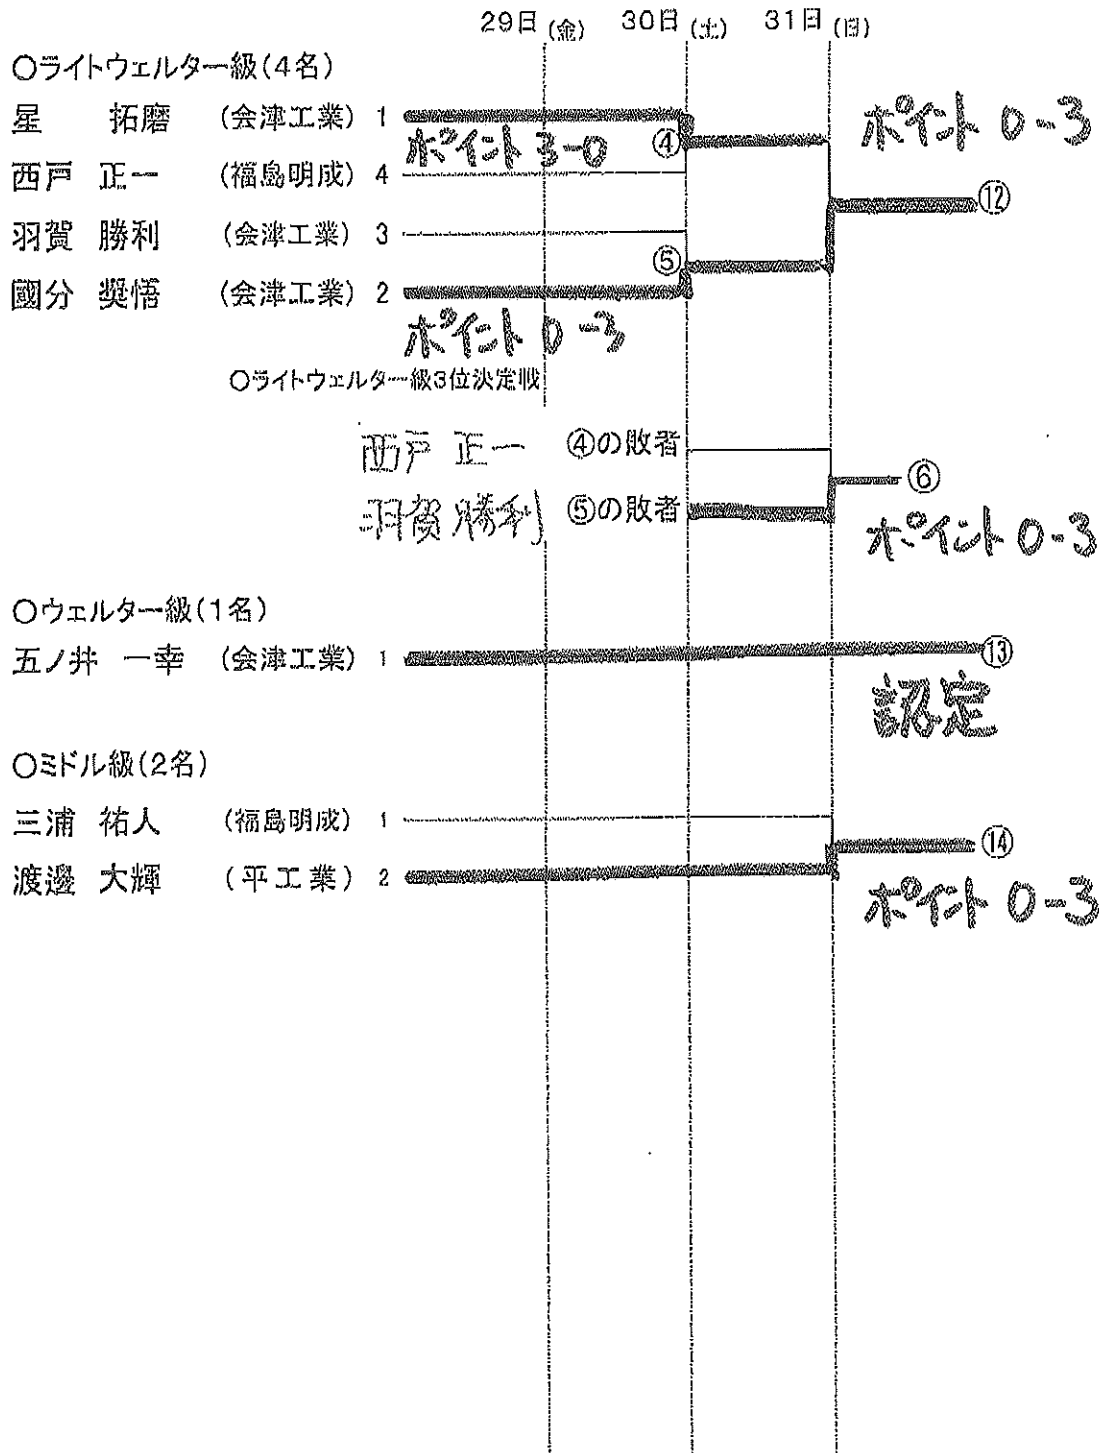 29日(金) 30日(土) 31日(日)
○ライトウェルター級(4名)
星 拓磨 (会津工業) 1
ポイント 3-0
④
ポイント 0-3
西戸 正一 (福島明成) 4
⑫
羽賀 勝利 (会津工業) 3
⑤
國分 奨悟 (会津工業) 2
ポイント 0-3
○ライトウェルター級3位決定戦
西戸 正一 ④の敗者
⑥
羽賀勝利 ⑤の敗者
ポイント 0-3
○ウェルター級(1名)
五ノ井 一幸 (会津工業) 1
⑬
認定
○ミドル級(2名)
三浦 祐人 (福島明成) 1
⑭
渡邊 大輝 (平工業) 2
ポイント 0-3